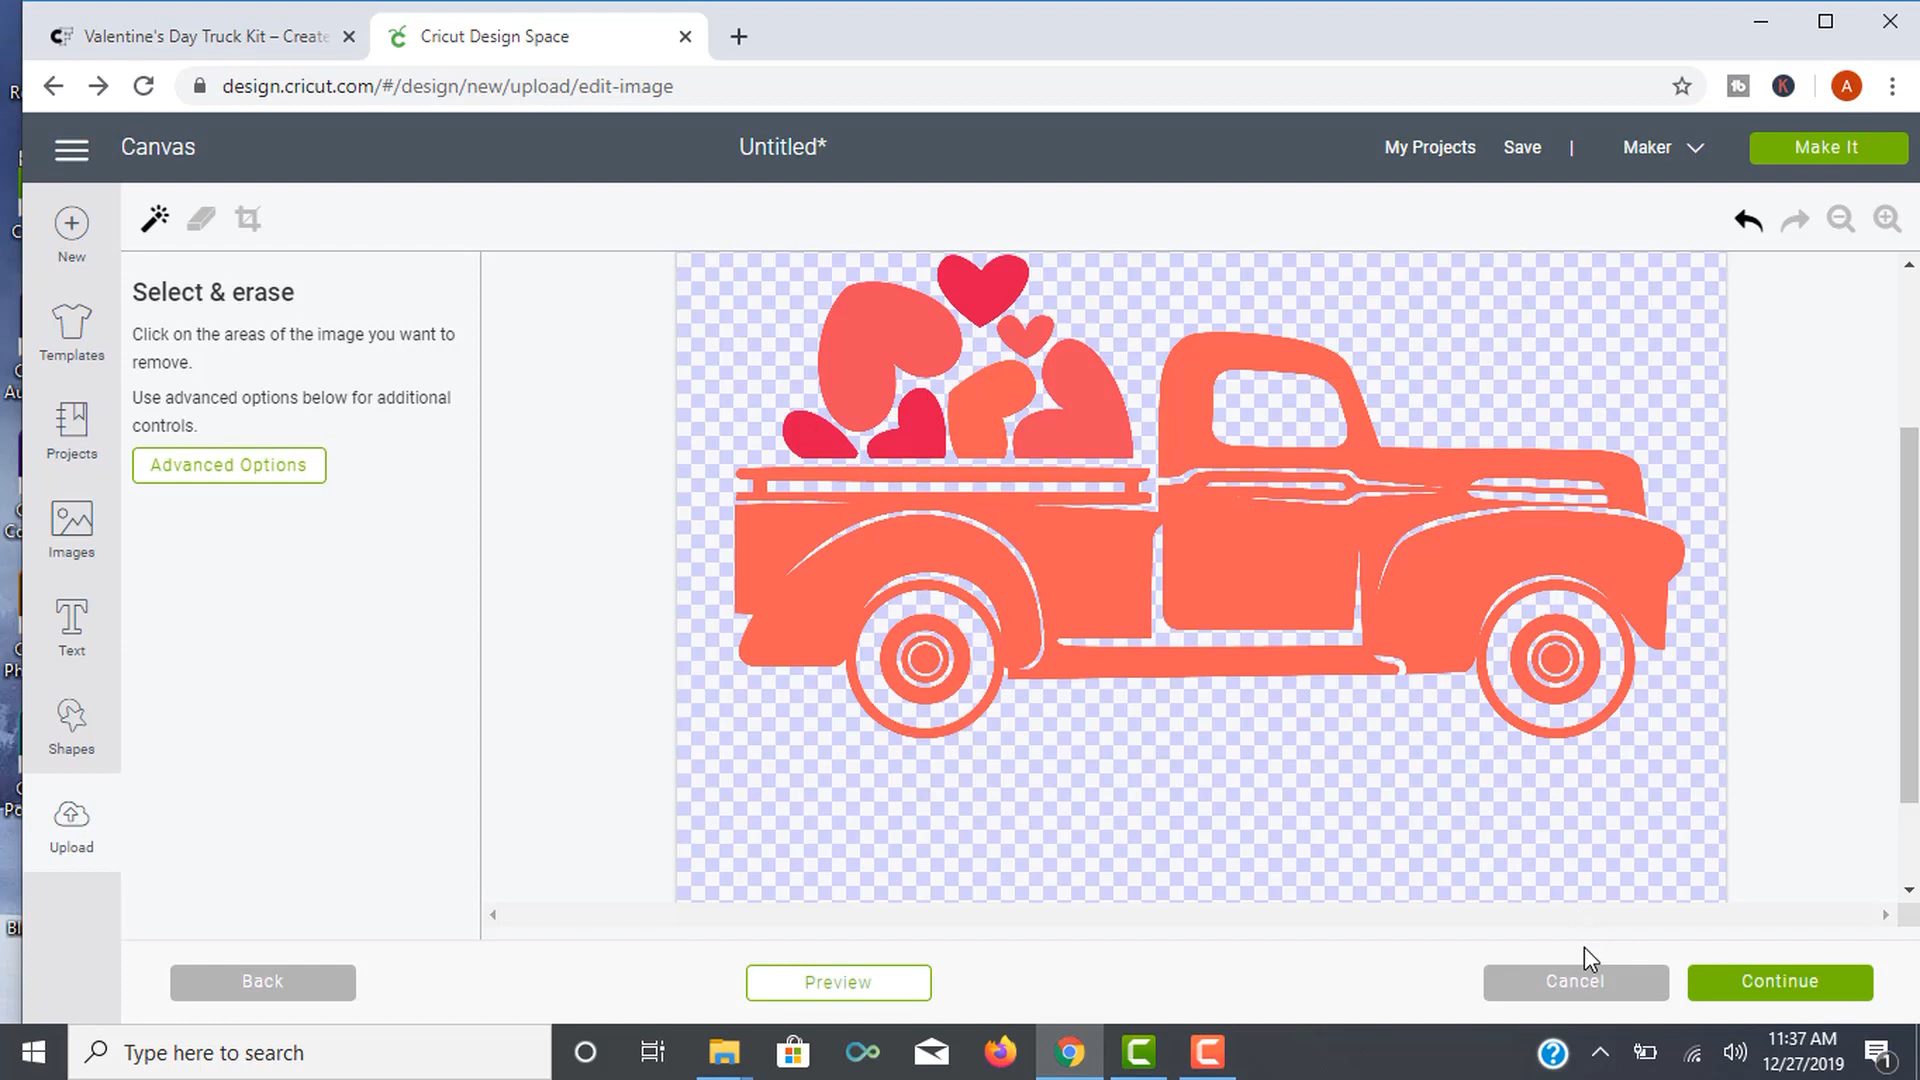 Valentine's Day Truck Kit – Create
Cricut Design Space
design.cricut.com/#/design/new/upload/edit-image
A
Canvas
Untitled*
My Projects
Save
|
Maker
Make It
New
Templates
Projects
Images
Text
Shapes
Upload
Select & erase
Click on the areas of the image you want to
remove.
Use advanced options below for additional
controls.
Advanced Options
Back
Preview
Cancel
Continue
Type here to search
11:37 AM
12/27/2019
1